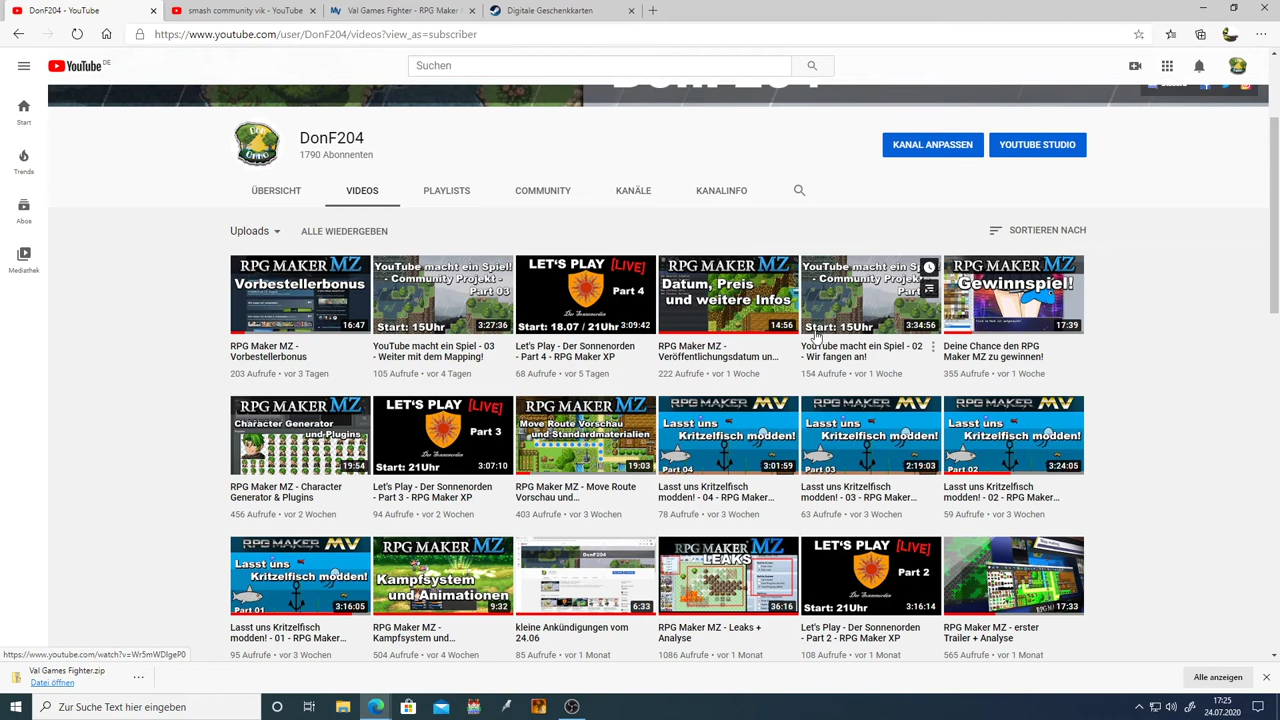 DonF204 - YouTube
smash community vik - YouTube
Val Games Fighter - RPG Maker
Digitale Geschenkkarten
https://www.youtube.com/user/DonF204/videos?view_as=subscriber
YouTube DE
Suchen
Start
Trends
Abos
Mediathek
DonF204
1790 Abonnenten
KANAL ANPASSEN
YOUTUBE STUDIO
ÜBERSICHT
VIDEOS
PLAYLISTS
COMMUNITY
KANÄLE
KANALINFO
Uploads
ALLE WIEDERGEBEN
SORTIEREN NACH
RPG MAKER MZ
Vorbestellerbonus
16:47
YouTube macht ein Spiel!
- Community Projekt -
Part 03
Start: 15Uhr
3:27:36
LET'S PLAY [LIVE]
Part 4
Der Sonnenorden
Start: 18.07 / 21Uhr
3:09:42
RPG MAKER MZ
Datum, Preis
und weitere Infos
14:56
YouTube macht ein
- Community Projekt
Start: 15Uhr
3:34:56
RPG MAKER MZ
Gewinnspiel!
17:39
RPG Maker MZ -
Vorbestellerbonus
203 Aufrufe • vor 3 Tagen
YouTube macht ein Spiel - 03
- Weiter mit dem Mapping!
105 Aufrufe • vor 4 Tagen
Let's Play - Der Sonnenorden
- Part 4 - RPG Maker XP
68 Aufrufe • vor 5 Tagen
RPG Maker MZ -
Veröffentlichungsdatum un...
222 Aufrufe • vor 1 Woche
YouTube macht ein Spiel - 02
- Wir fangen an!
154 Aufrufe • vor 1 Woche
Deine Chance den RPG
Maker MZ zu gewinnen!
355 Aufrufe • vor 1 Woche
RPG MAKER MZ
Character Generator
und Plugins
19:54
LET'S PLAY [LIVE]
Part 3
Der Sonnenorden
Start: 21Uhr
3:07:10
RPG MAKER MZ
Move Route Vorschau
und Standardmaterialien
19:03
RPG MAKER MV
Lasst uns
Kritzelfisch modden!
Part 04
3:01:59
RPG MAKER MV
Lasst uns
Kritzelfisch modden!
Part 03
2:19:03
RPG MAKER MV
Lasst uns
Kritzelfisch modden!
Part 02
3:24:05
RPG Maker MZ - Character
Generator & Plugins
456 Aufrufe • vor 2 Wochen
Let's Play - Der Sonnenorden
- Part 3 - RPG Maker XP
94 Aufrufe • vor 2 Wochen
RPG Maker MZ - Move Route
Vorschau und...
403 Aufrufe • vor 3 Wochen
Lasst uns Kritzelfisch
modden! - 04 - RPG Maker...
78 Aufrufe • vor 3 Wochen
Lasst uns Kritzelfisch
modden! - 03 - RPG Maker...
63 Aufrufe • vor 3 Wochen
Lasst uns Kritzelfisch
modden! - 02 - RPG Maker...
59 Aufrufe • vor 3 Wochen
RPG MAKER MV
Lasst uns
Kritzelfisch modden!
Part 01
3:16:05
RPG MAKER MZ
Kampfsystem
und Animationen
9:32
6:33
RPG MAKER MZ
LEAKS
36:16
LET'S PLAY [LIVE]
Part 2
Der Sonnenorden
Start: 21Uhr
3:16:14
17:33
Lasst uns Kritzelfisch
modden! - 01 - RPG Maker...
95 Aufrufe • vor 3 Wochen
RPG Maker MZ -
Kampfsystem und...
504 Aufrufe • vor 4 Wochen
kleine Ankündigungen vom
24.06
85 Aufrufe • vor 1 Monat
RPG Maker MZ - Leaks +
Analyse
1086 Aufrufe • vor 1 Monat
Let's Play - Der Sonnenorden
- Part 2 - RPG Maker XP
108 Aufrufe • vor 1 Monat
RPG Maker MZ - erster
Trailer + Analyse
565 Aufrufe • vor 1 Monat
https://www.youtube.com/watch?v=Wr5mWDlgeP0
Val Games Fighter.zip
Datei öffnen
Alle anzeigen
Zur Suche Text hier eingeben
17:25
24.07.2020